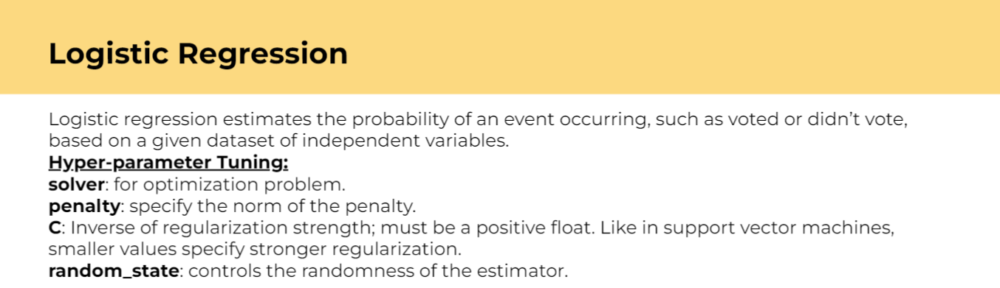 Logistic Regression
Logistic regression estimates the probability of an event occurring, such as voted or didn’t vote,
based on a given dataset of independent variables.
Hyper-parameter Tuning:
solver: for optimization problem.
penalty: specify the norm of the penalty.
C: Inverse of regularization strength; must be a positive float. Like in support vector machines,
smaller values specify stronger regularization.
random_state: controls the randomness of the estimator.